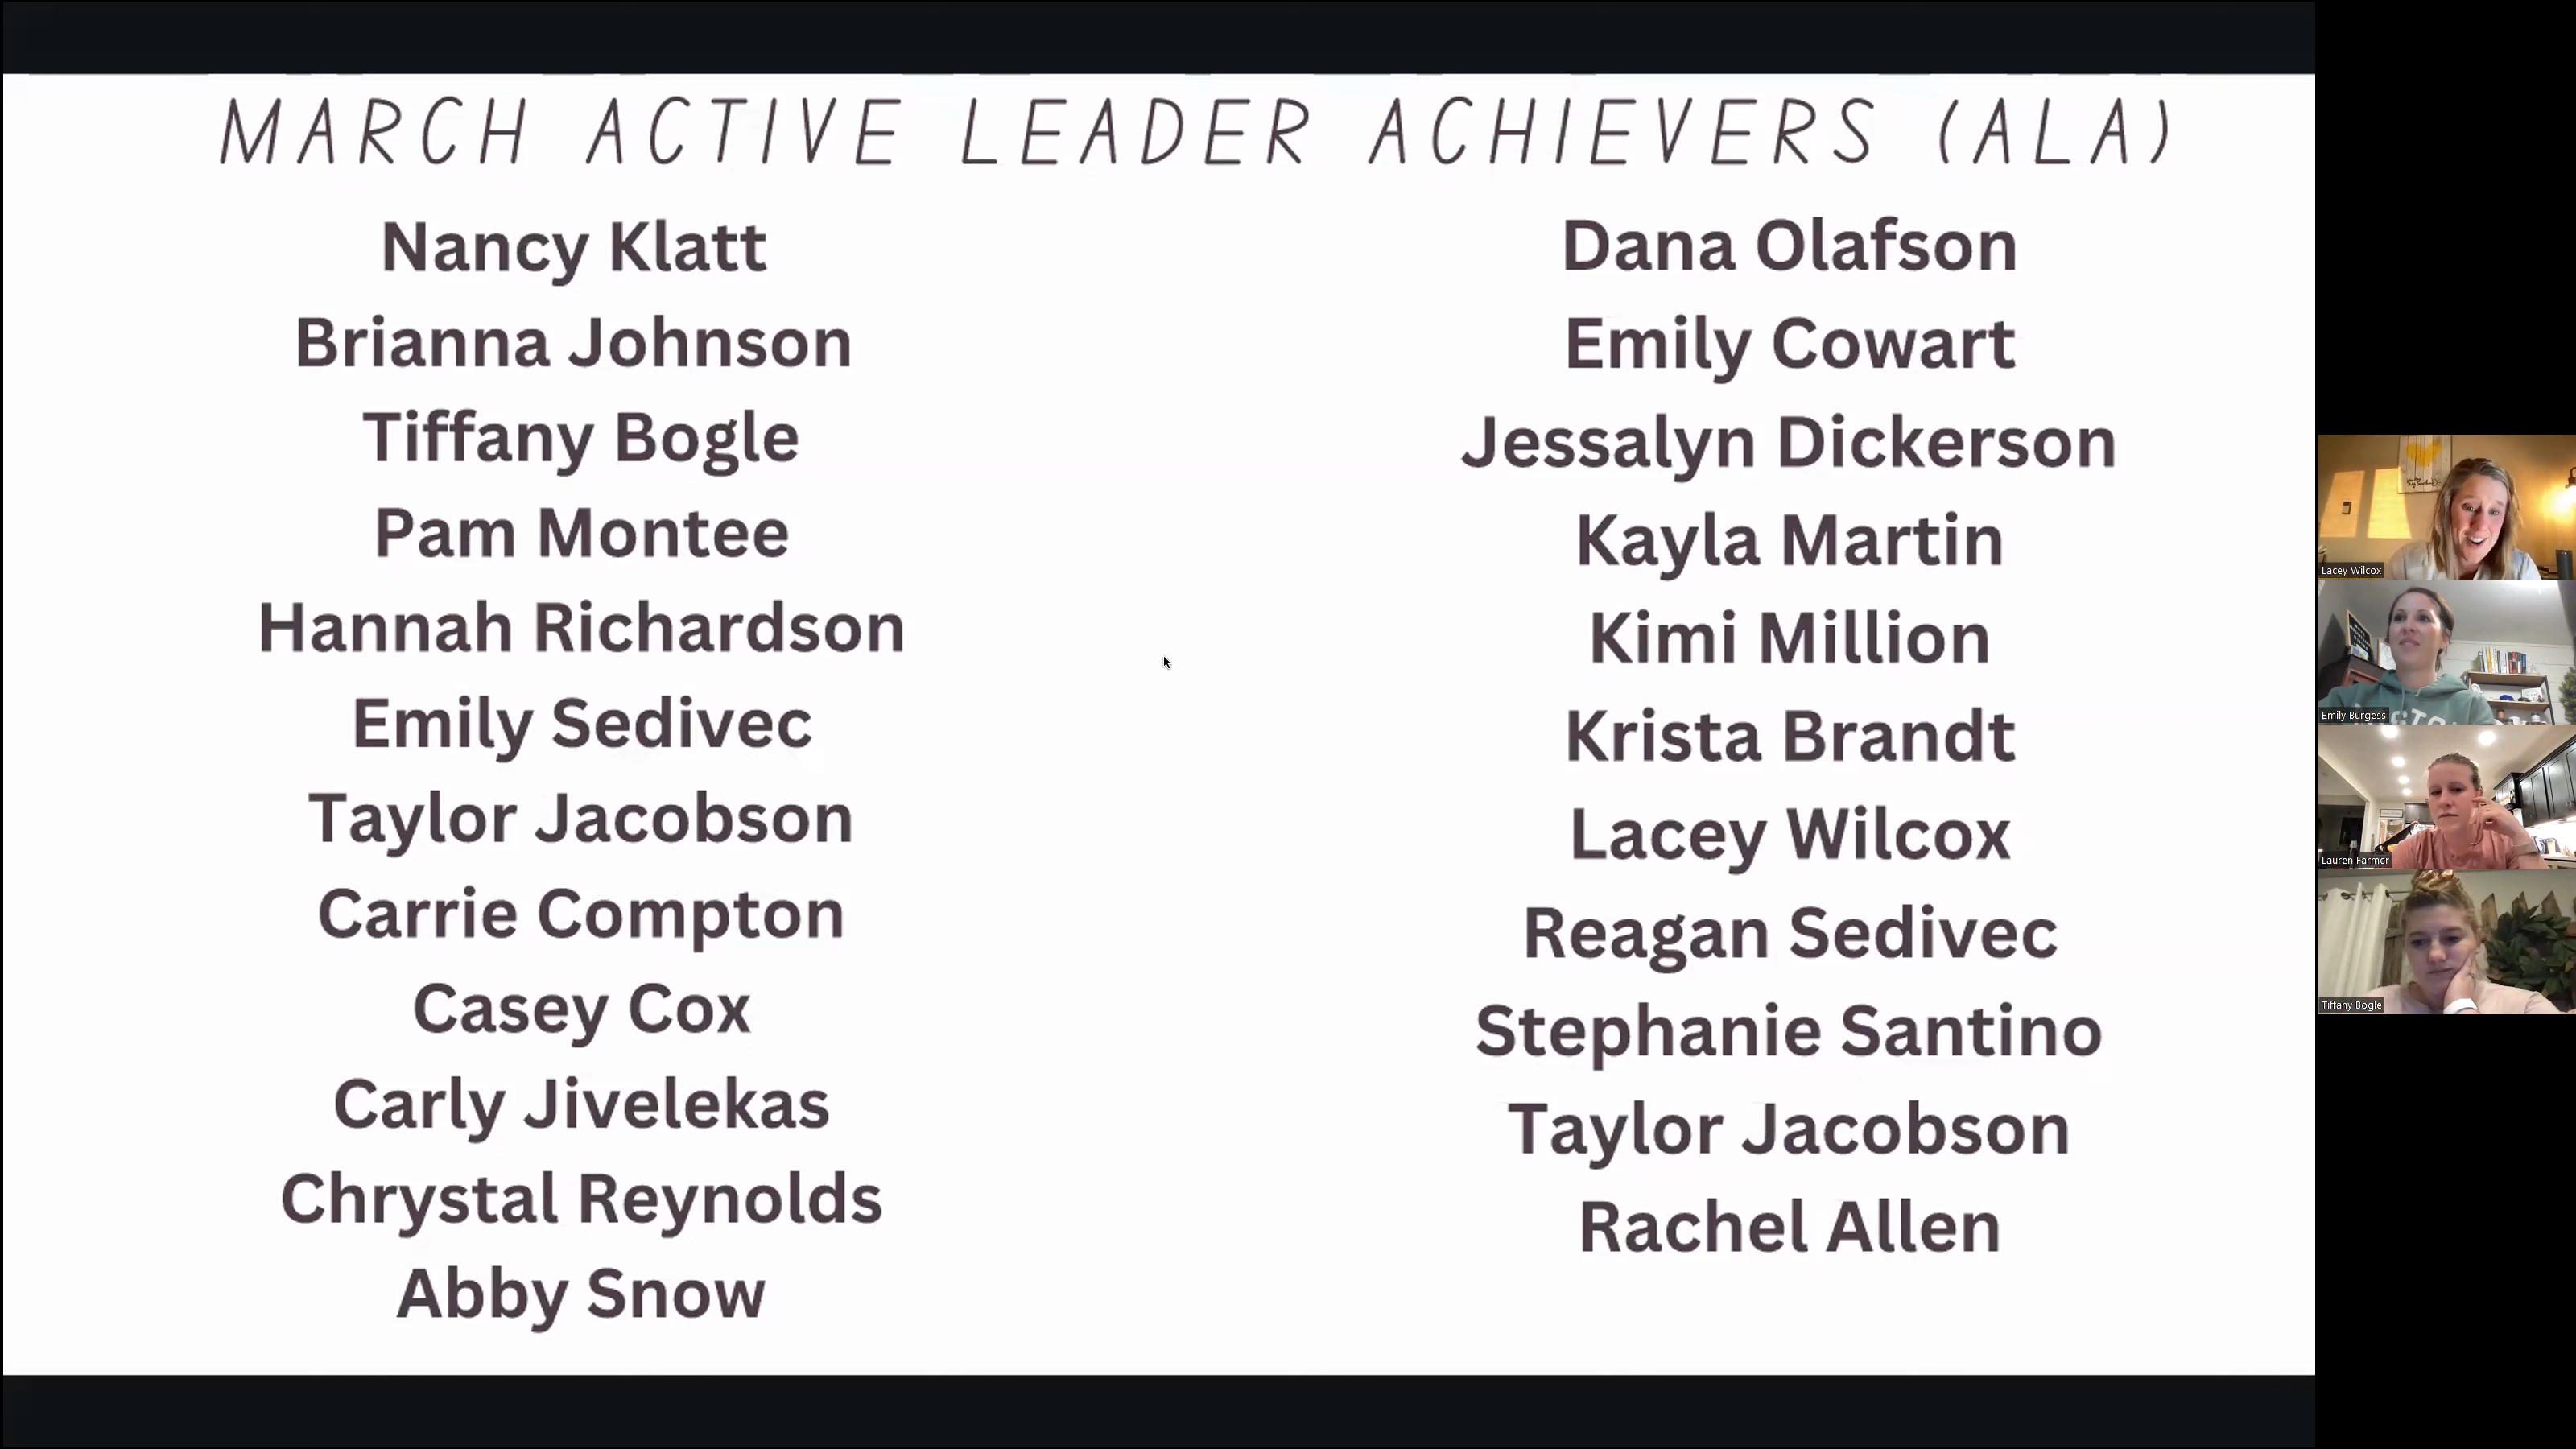 MARCH ACTIVE LEADER ACHIEVERS (ALA)
Nancy Klatt
Brianna Johnson
Tiffany Bogle
Pam Montee
Hannah Richardson
Emily Sedivec
Taylor Jacobson
Carrie Compton
Casey Cox
Carly Jivelekas
Chrystal Reynolds
Abby Snow
Dana Olafson
Emily Cowart
Jessalyn Dickerson
Kayla Martin
Kimi Million
Krista Brandt
Lacey Wilcox
Reagan Sedivec
Stephanie Santino
Taylor Jacobson
Rachel Allen
Lacey Wilcox
Emily Burgess
Lauren Farmer
Tiffany Bogle